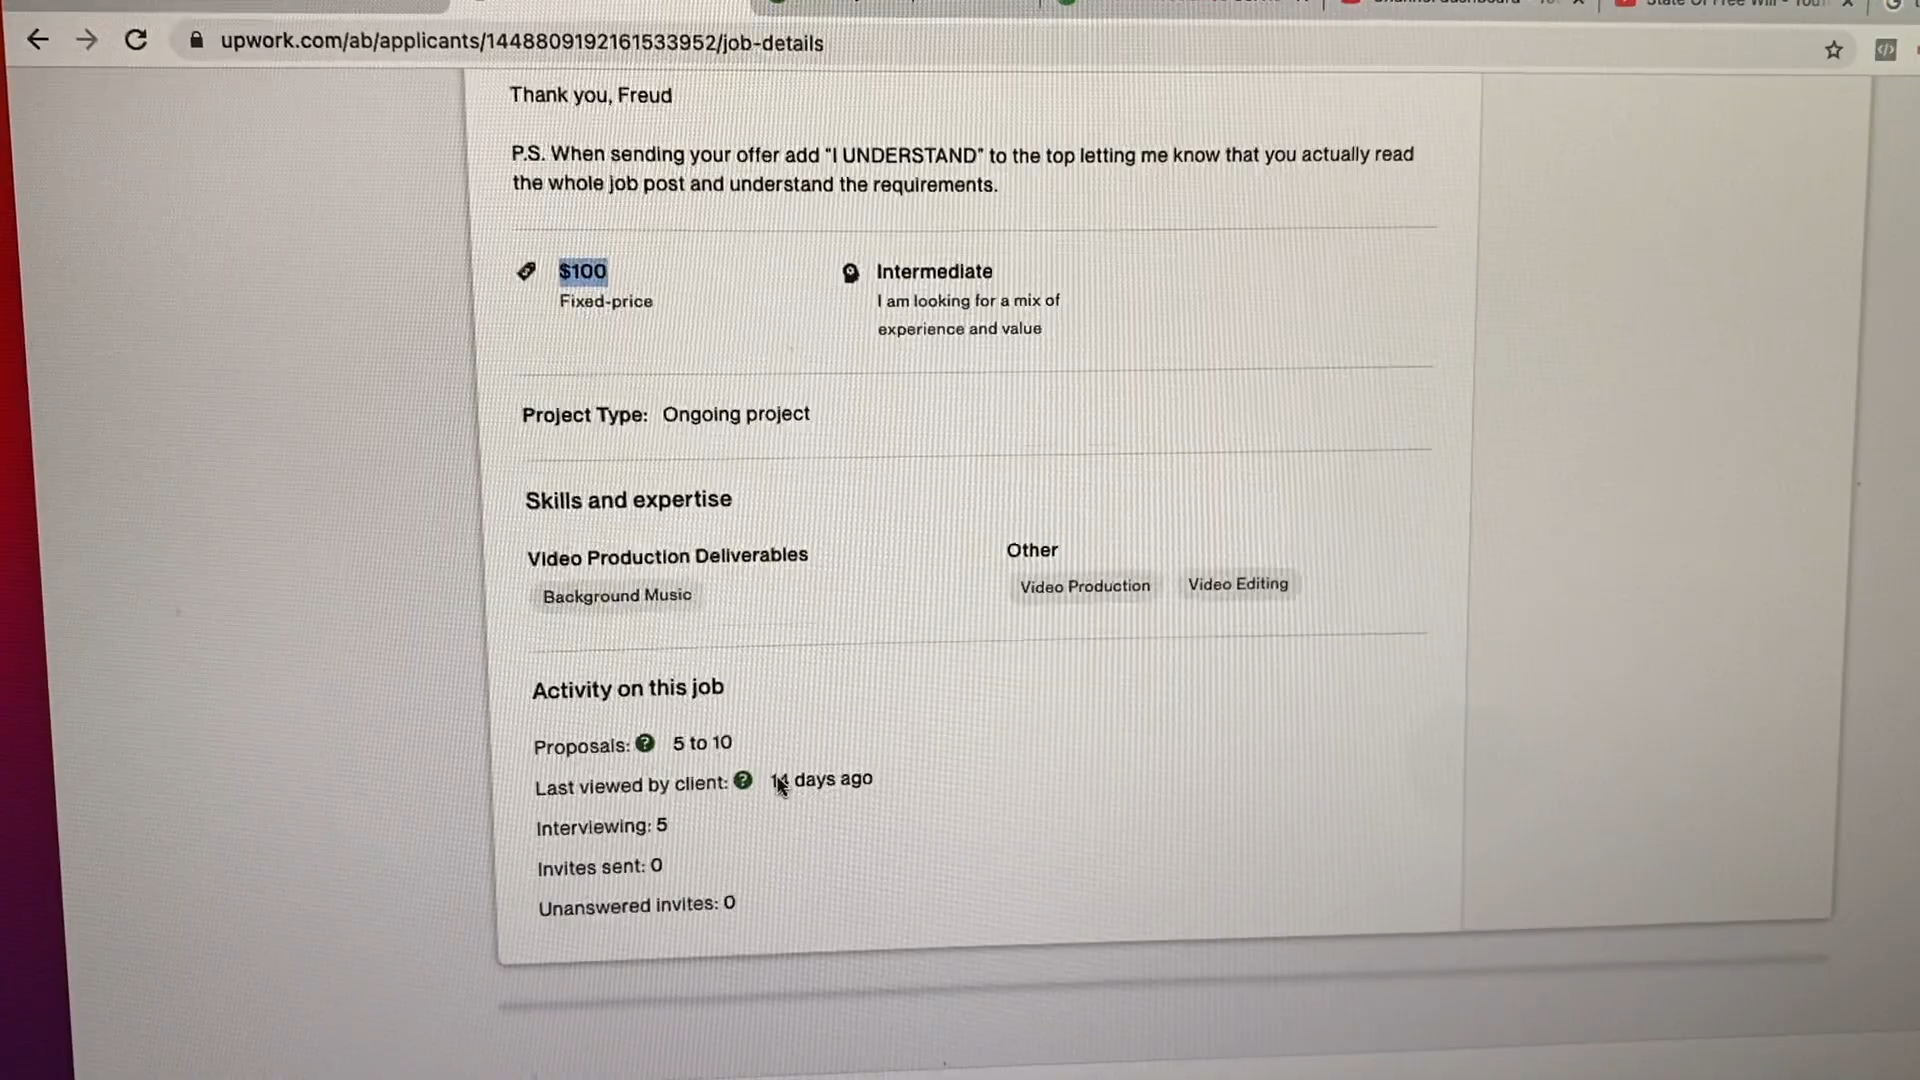 upwork.com/ab/applicants/1448809192161533952/job-details
Thank you, Freud
P.S. When sending your offer add "I UNDERSTAND" to the top letting me know that you actually read
the whole job post and understand the requirements.
$100
Fixed-price
Intermediate
I am looking for a mix of
experience and value
Project Type: Ongoing project
Skills and expertise
Video Production Deliverables
Background Music
Other
Video Production Video Editing
Activity on this job
Proposals: ? 5 to 10
Last viewed by client: ? days ago
Interviewing: 5
Invites sent: 0
Unanswered invites: 0